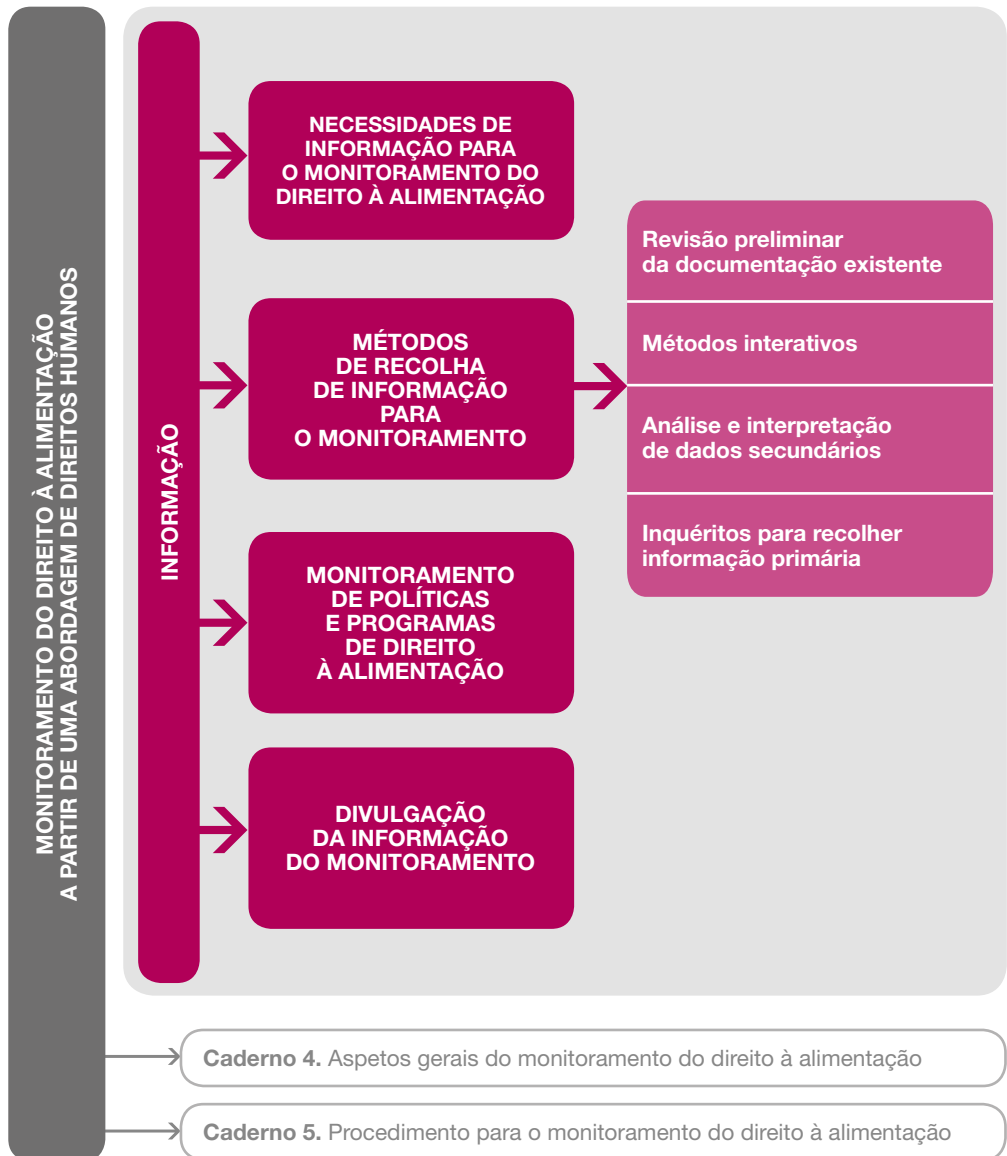 MONITORAMENTO DO DIREITO À ALIMENTAÇÃO
A PARTIR DE UMA ABORDAGEM DE DIREITOS HUMANOS
INFORMAÇÃO
NECESSIDADES DE
INFORMAÇÃO PARA
O MONITORAMENTO DO
DIREITO À ALIMENTAÇÃO
MÉTODOS
DE RECOLHA
DE INFORMAÇÃO
PARA
O MONITORAMENTO
Revisão preliminar
da documentação existente
Métodos interativos
Análise e interpretação
de dados secundários
Inquéritos para recolher
informação primária
MONITORAMENTO
DE POLÍTICAS
E PROGRAMAS
DE DIREITO
À ALIMENTAÇÃO
DIVULGAÇÃO
DA INFORMAÇÃO
DO MONITORAMENTO
Caderno 4. Aspetos gerais do monitoramento do direito à alimentação
Caderno 5. Procedimento para o monitoramento do direito à alimentação